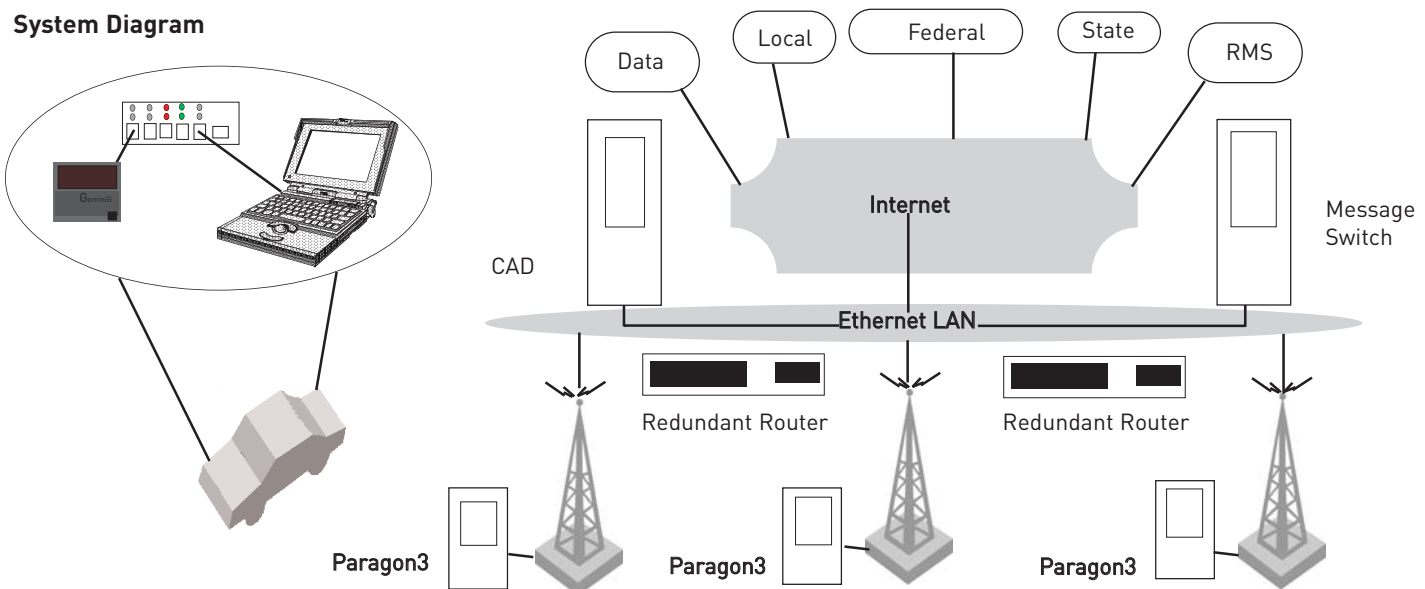 System Diagram
Data
Local
Federal
State
RMS
GeminiG
Internet
CAD
Message
Switch
Ethernet LAN
Redundant Router
Redundant Router
Paragon3
Paragon3
Paragon3